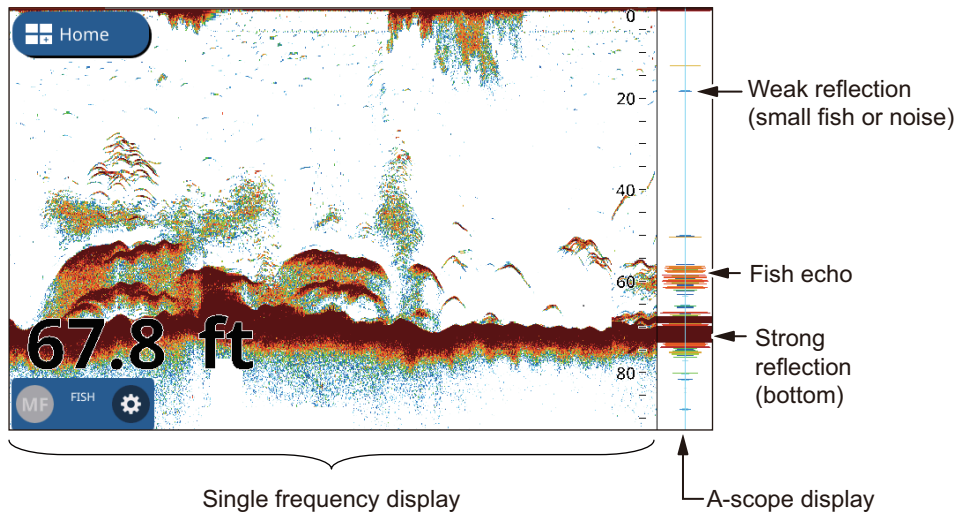 Home
0
20
40
60
80
67.8 ft
MF
FISH
Weak reflection
(small fish or noise)
Fish echo
Strong
reflection
(bottom)
Single frequency display
A-scope display